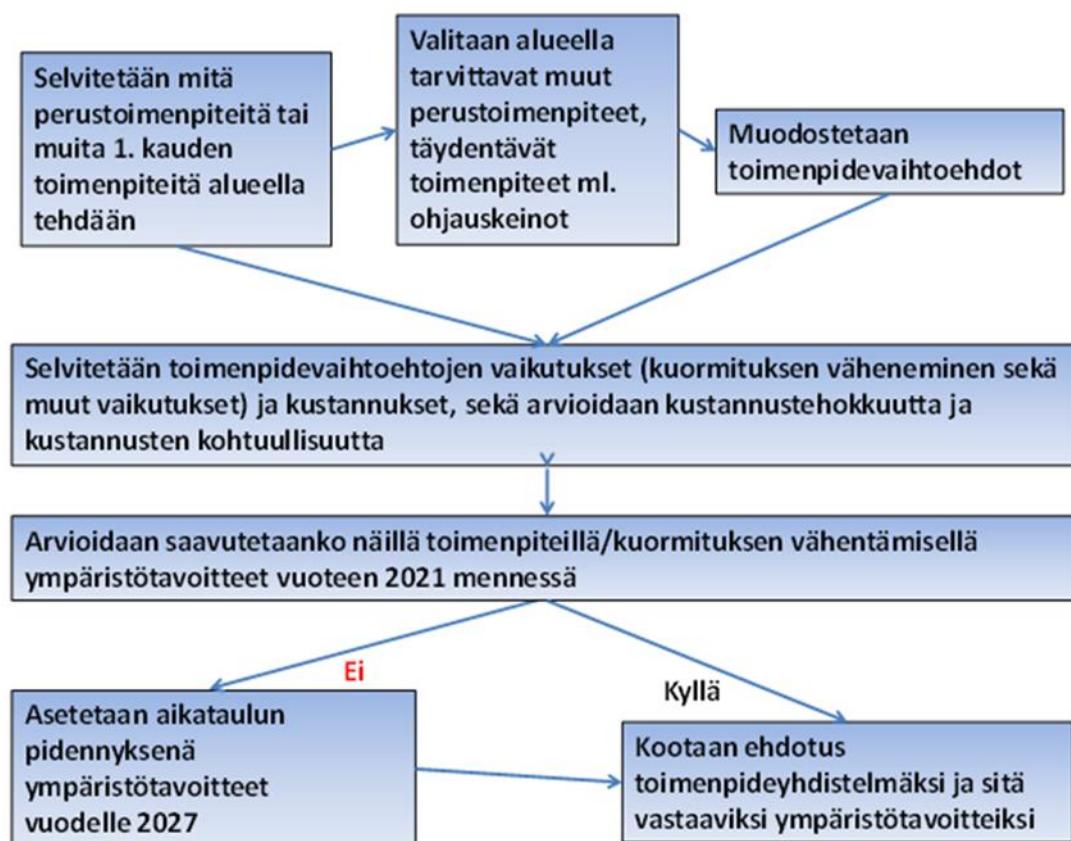 Selvitetään mitä
perustoimenpiteitä tai
muita 1. kauden
toimenpiteitä alueella
tehdään
Valitaan alueella
tarvittavat muut
perustoimenpiteet,
täydentävät
toimenpiteet ml.
ohjauskeinot
Muodostetaan
toimenpidevaihtoehdot
Selvitetään toimenpidevaihtoehtojen vaikutukset (kuormituksen väheneminen sekä
muut vaikutukset) ja kustannukset, sekä arvioidaan kustannustehokkuutta ja
kustannusten kohtuullisuutta
Arvioidaan saavutetaanko näillä toimenpiteillä/kuormituksen vähentämisellä
ympäristötavoitteet vuoteen 2021 mennessä
Ei
Kyllä
Asetetaan aikataulun
pidennyksenä
ympäristötavoitteet
vuodelle 2027
Kootaan ehdotus
toimenpideyhdistelmäksi ja sitä
vastaaviksi ympäristötavoitteiksi